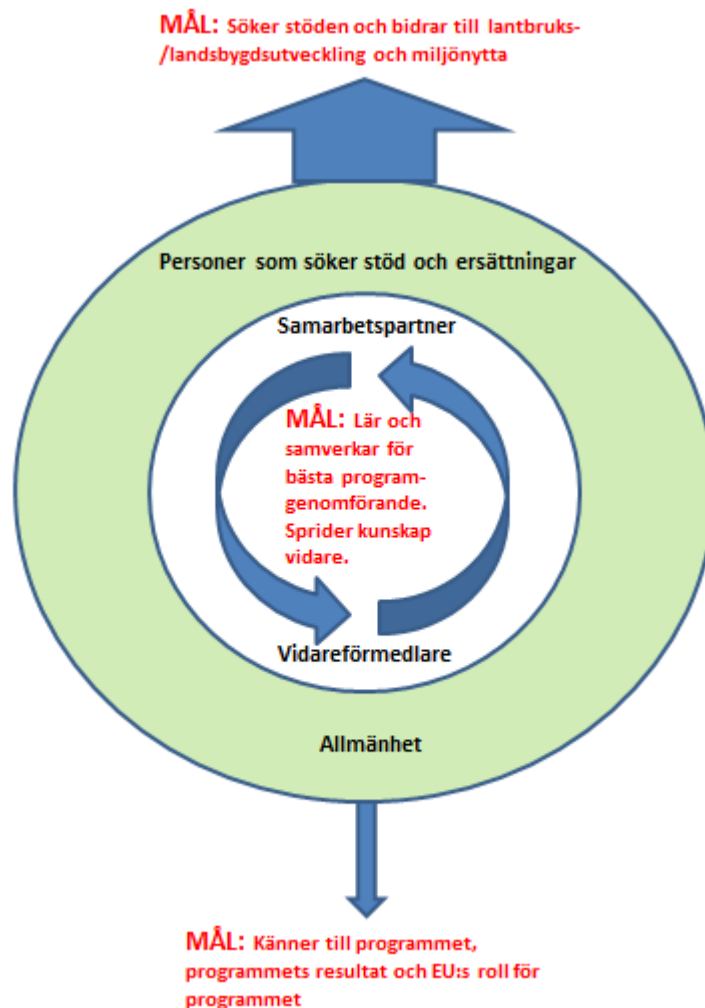 MÅL: Söker stöden och bidrar till lantbruks-
/landsbygdsutveckling och miljönytta
Personer som söker stöd och ersättningar
Samarbetspartner
MÅL: Lär och
samverkar för
bästa program-
genomförande.
Sprider kunskap
vidare.
Vidareförmedlare
Allmänhet
MÅL: Känner till programmet,
programmets resultat och EU:s roll för
programmet